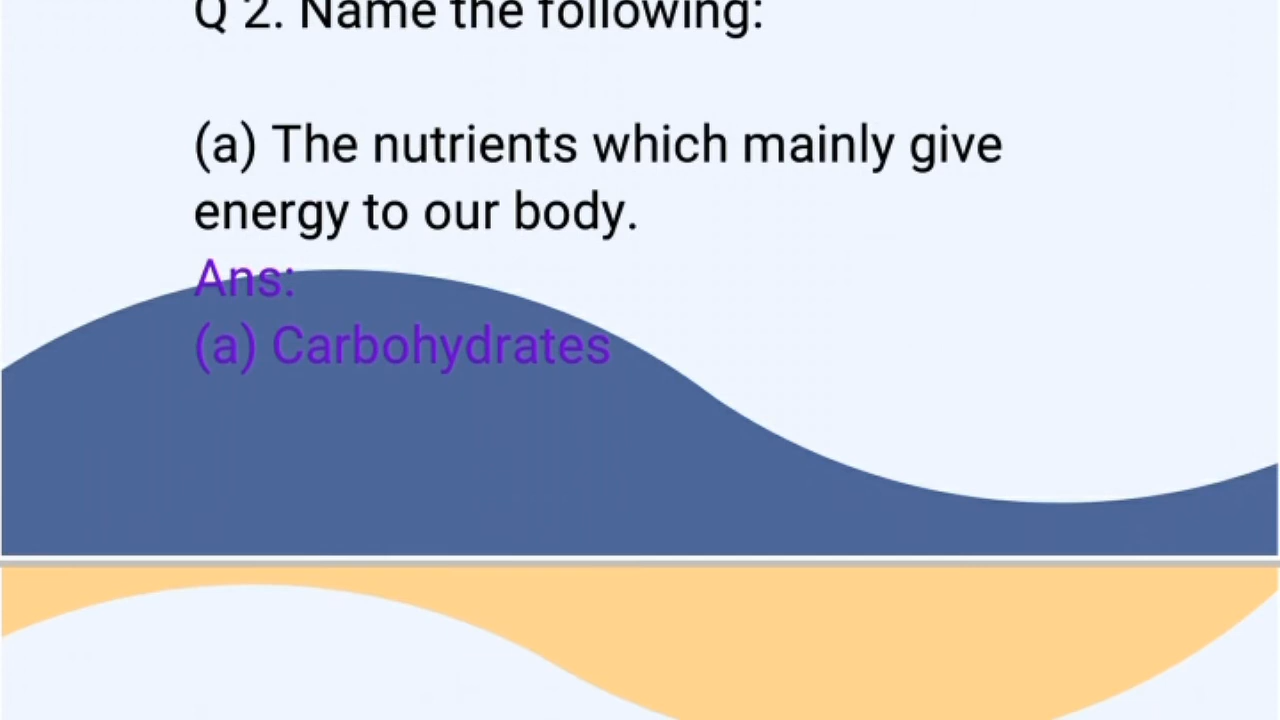 Q 2. Name the following:
(a) The nutrients which mainly give
energy to our body.
Ans:
(a) Carbohydrates